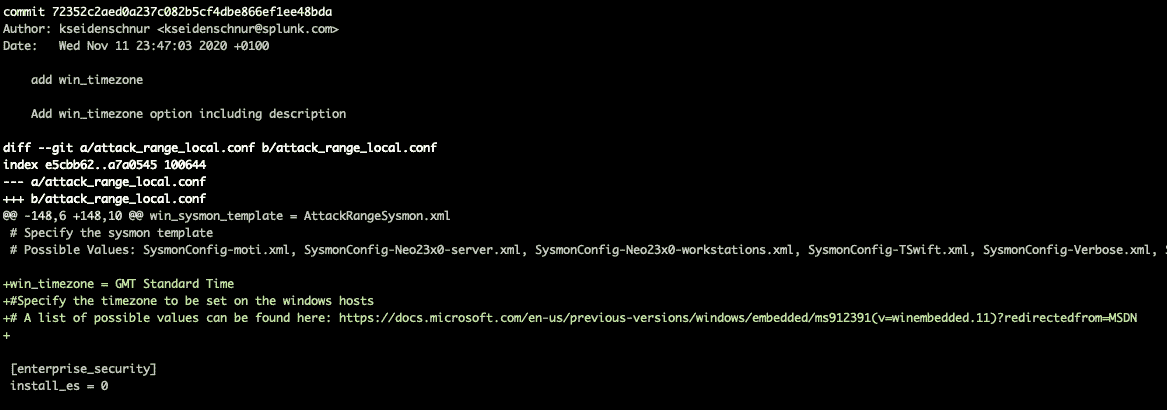 commit 72352c2aed0a237c082b5cf4dbe866ef1ee48bda
Author: kseidenschnur <kseidenschnur@splunk.com>
Date:   Wed Nov 11 23:47:03 2020 +0100
    add win_timezone
    Add win_timezone option including description
diff --git a/attack_range_local.conf b/attack_range_local.conf
index e5cbb62..a7a0545 100644
--- a/attack_range_local.conf
+++ b/attack_range_local.conf
@@ -148,6 +148,10 @@ win_sysmon_template = AttackRangeSysmon.xml
 # Specify the sysmon template
 # Possible Values: SysmonConfig-moti.xml, SysmonConfig-Neo23x0-server.xml, SysmonConfig-Neo23x0-workstations.xml, SysmonConfig-TSwift.xml, SysmonConfig-Verbose.xml,
+win_timezone = GMT Standard Time
+#Specify the timezone to be set on the windows hosts
+# A list of possible values can be found here: https://docs.microsoft.com/en-us/previous-versions/windows/embedded/ms912391(v=winembedded.11)?redirectedfrom=MSDN
+
 [enterprise_security]
 install_es = 0